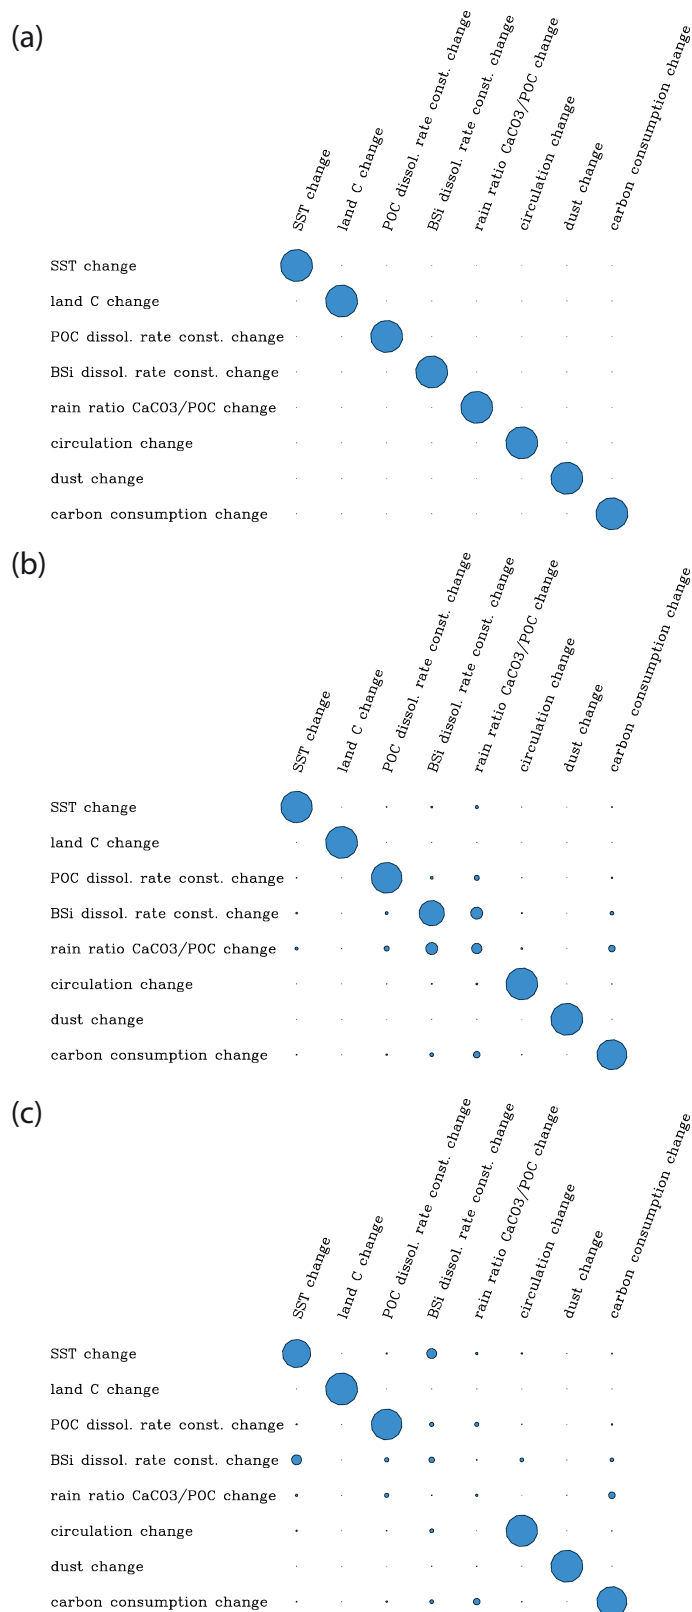 (a)
SST change
land C change
POC dissol. rate const. change
BSi dissol. rate const. change
rain ratio CaCO3/POC change
circulation change
dust change
carbon consumption change
SST change
land C change
POC dissol. rate const. change
BSi dissol. rate const. change
rain ratio CaCO3/POC change
circulation change
dust change
carbon consumption change
(b)
SST change
land C change
POC dissol. rate const. change
BSi dissol. rate const. change
rain ratio CaCO3/POC change
circulation change
dust change
carbon consumption change
SST change
land C change
POC dissol. rate const. change
BSi dissol. rate const. change
rain ratio CaCO3/POC change
circulation change
dust change
carbon consumption change
(c)
SST change
land C change
POC dissol. rate const. change
BSi dissol. rate const. change
rain ratio CaCO3/POC change
circulation change
dust change
carbon consumption change
SST change
land C change
POC dissol. rate const. change
BSi dissol. rate const. change
rain ratio CaCO3/POC change
circulation change
dust change
carbon consumption change